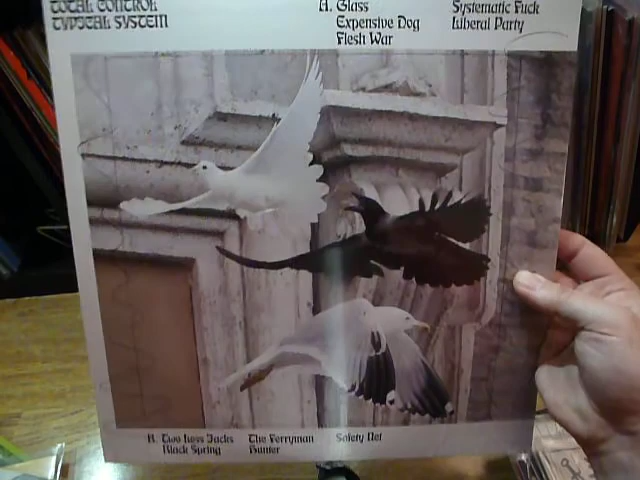 TOTAL CONTROL
TYPICAL SYSTEM
A. Glass
Expensive Dog
Flesh War
Systematic Fuck
Liberal Party
B. Two Less Jacks
Black Spring
The Ferryman
Hunter
Safety Net